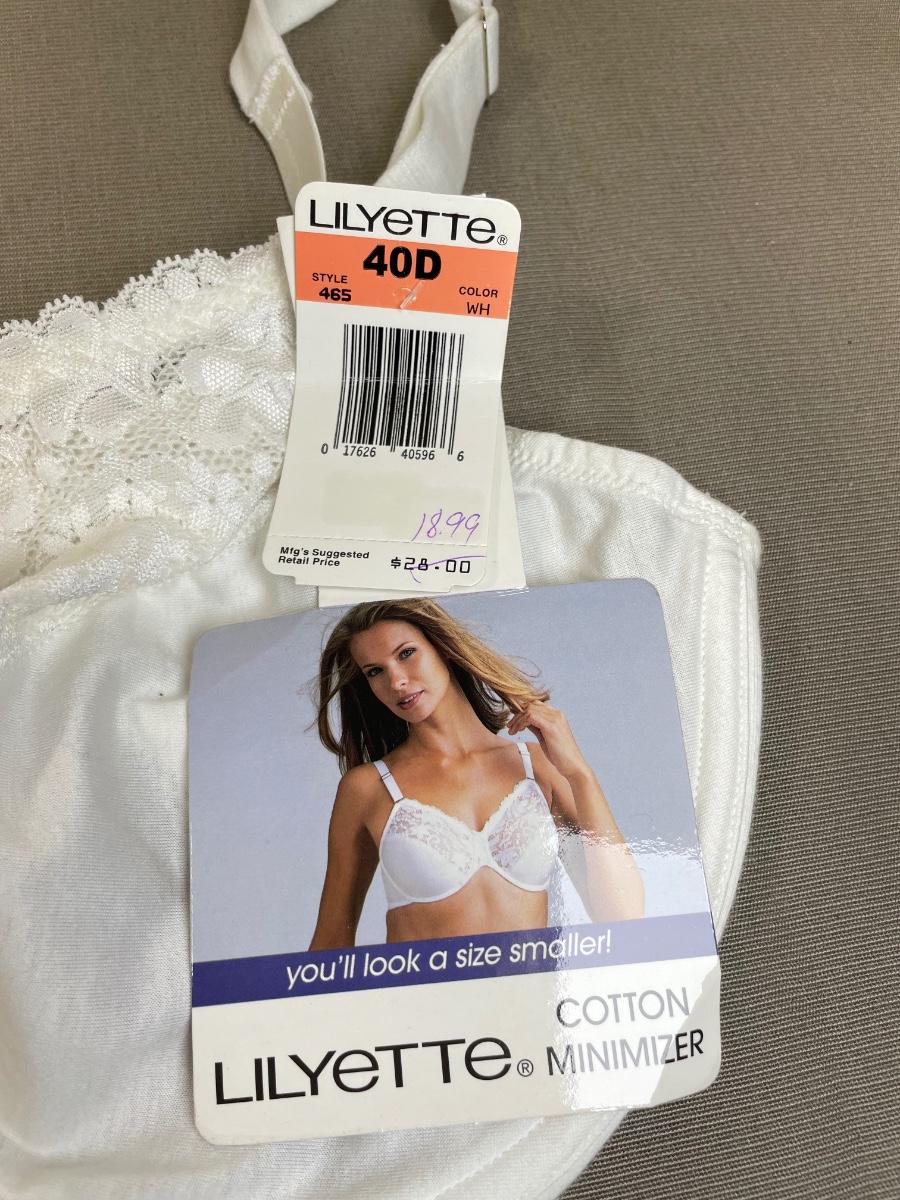 LILYETTE®
40D
STYLE
465
COLOR
WH
0 17626 40596 6
18.99
Mfg's Suggested
Retail Price
$28.00
you'll look a size smaller!
COTTON
LILYETTE® MINIMIZER